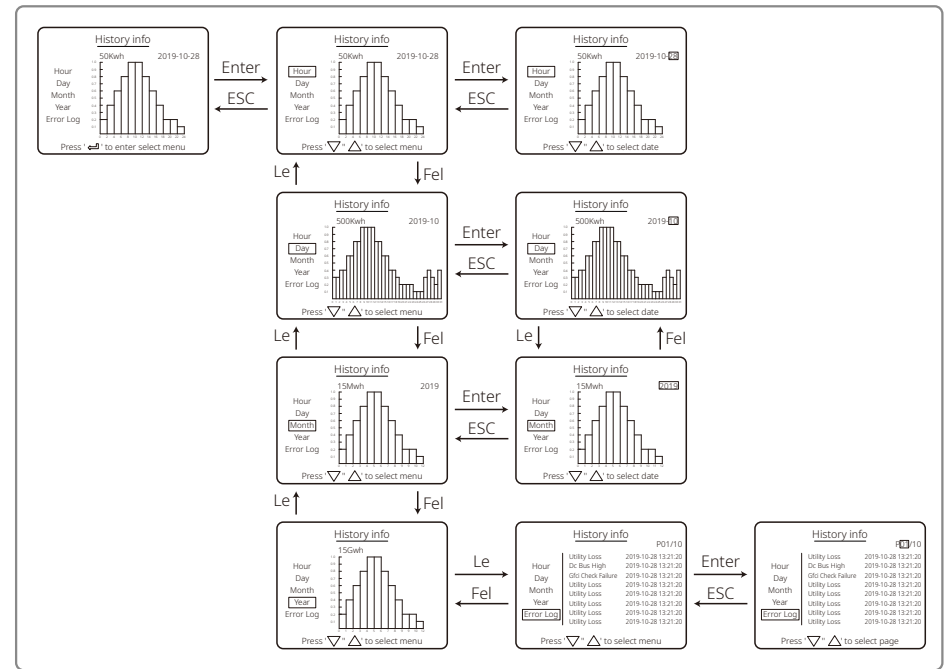 History info
50Kwh 2019-10-28
Hour
Day
Month
Year
Error Log
Press ' ' to enter select menu
Enter
ESC
History info
50Kwh 2019-10-28
Hour
Day
Month
Year
Error Log
Press ' " ' to select menu
Enter
ESC
History info
50Kwh 2019-10-28
Hour
Day
Month
Year
Error Log
Press ' " ' to select date
Le
Fel
History info
500Kwh 2019-10
Hour
Day
Month
Year
Error Log
Press ' " ' to select menu
Enter
ESC
History info
500Kwh 2019-10
Hour
Day
Month
Year
Error Log
Press ' " ' to select date
Le
Fel
Le
Fel
History info
15Mwh 2019
Hour
Day
Month
Year
Error Log
Press ' " ' to select menu
Enter
ESC
History info
15Mwh 2019
Hour
Day
Month
Year
Error Log
Press ' " ' to select date
Le
Fel
History info
15Gwh
Hour
Day
Month
Year
Error Log
Press ' " ' to select menu
Le
Fel
History info
P01/10
Hour
Day
Month
Year
Error Log
Utility Loss 2019-10-28 13:21:20
Dc Bus High 2019-10-28 13:21:20
Gfci Check Failure 2019-10-28 13:21:20
Utility Loss 2019-10-28 13:21:20
Utility Loss 2019-10-28 13:21:20
Utility Loss 2019-10-28 13:21:20
Utility Loss 2019-10-28 13:21:20
Utility Loss 2019-10-28 13:21:20
Press ' " ' to select menu
Enter
ESC
History info
P01/10
Hour
Day
Month
Year
Error Log
Utility Loss 2019-10-28 13:21:20
Dc Bus High 2019-10-28 13:21:20
Gfci Check Failure 2019-10-28 13:21:20
Utility Loss 2019-10-28 13:21:20
Utility Loss 2019-10-28 13:21:20
Utility Loss 2019-10-28 13:21:20
Utility Loss 2019-10-28 13:21:20
Utility Loss 2019-10-28 13:21:20
Press ' " ' to select page